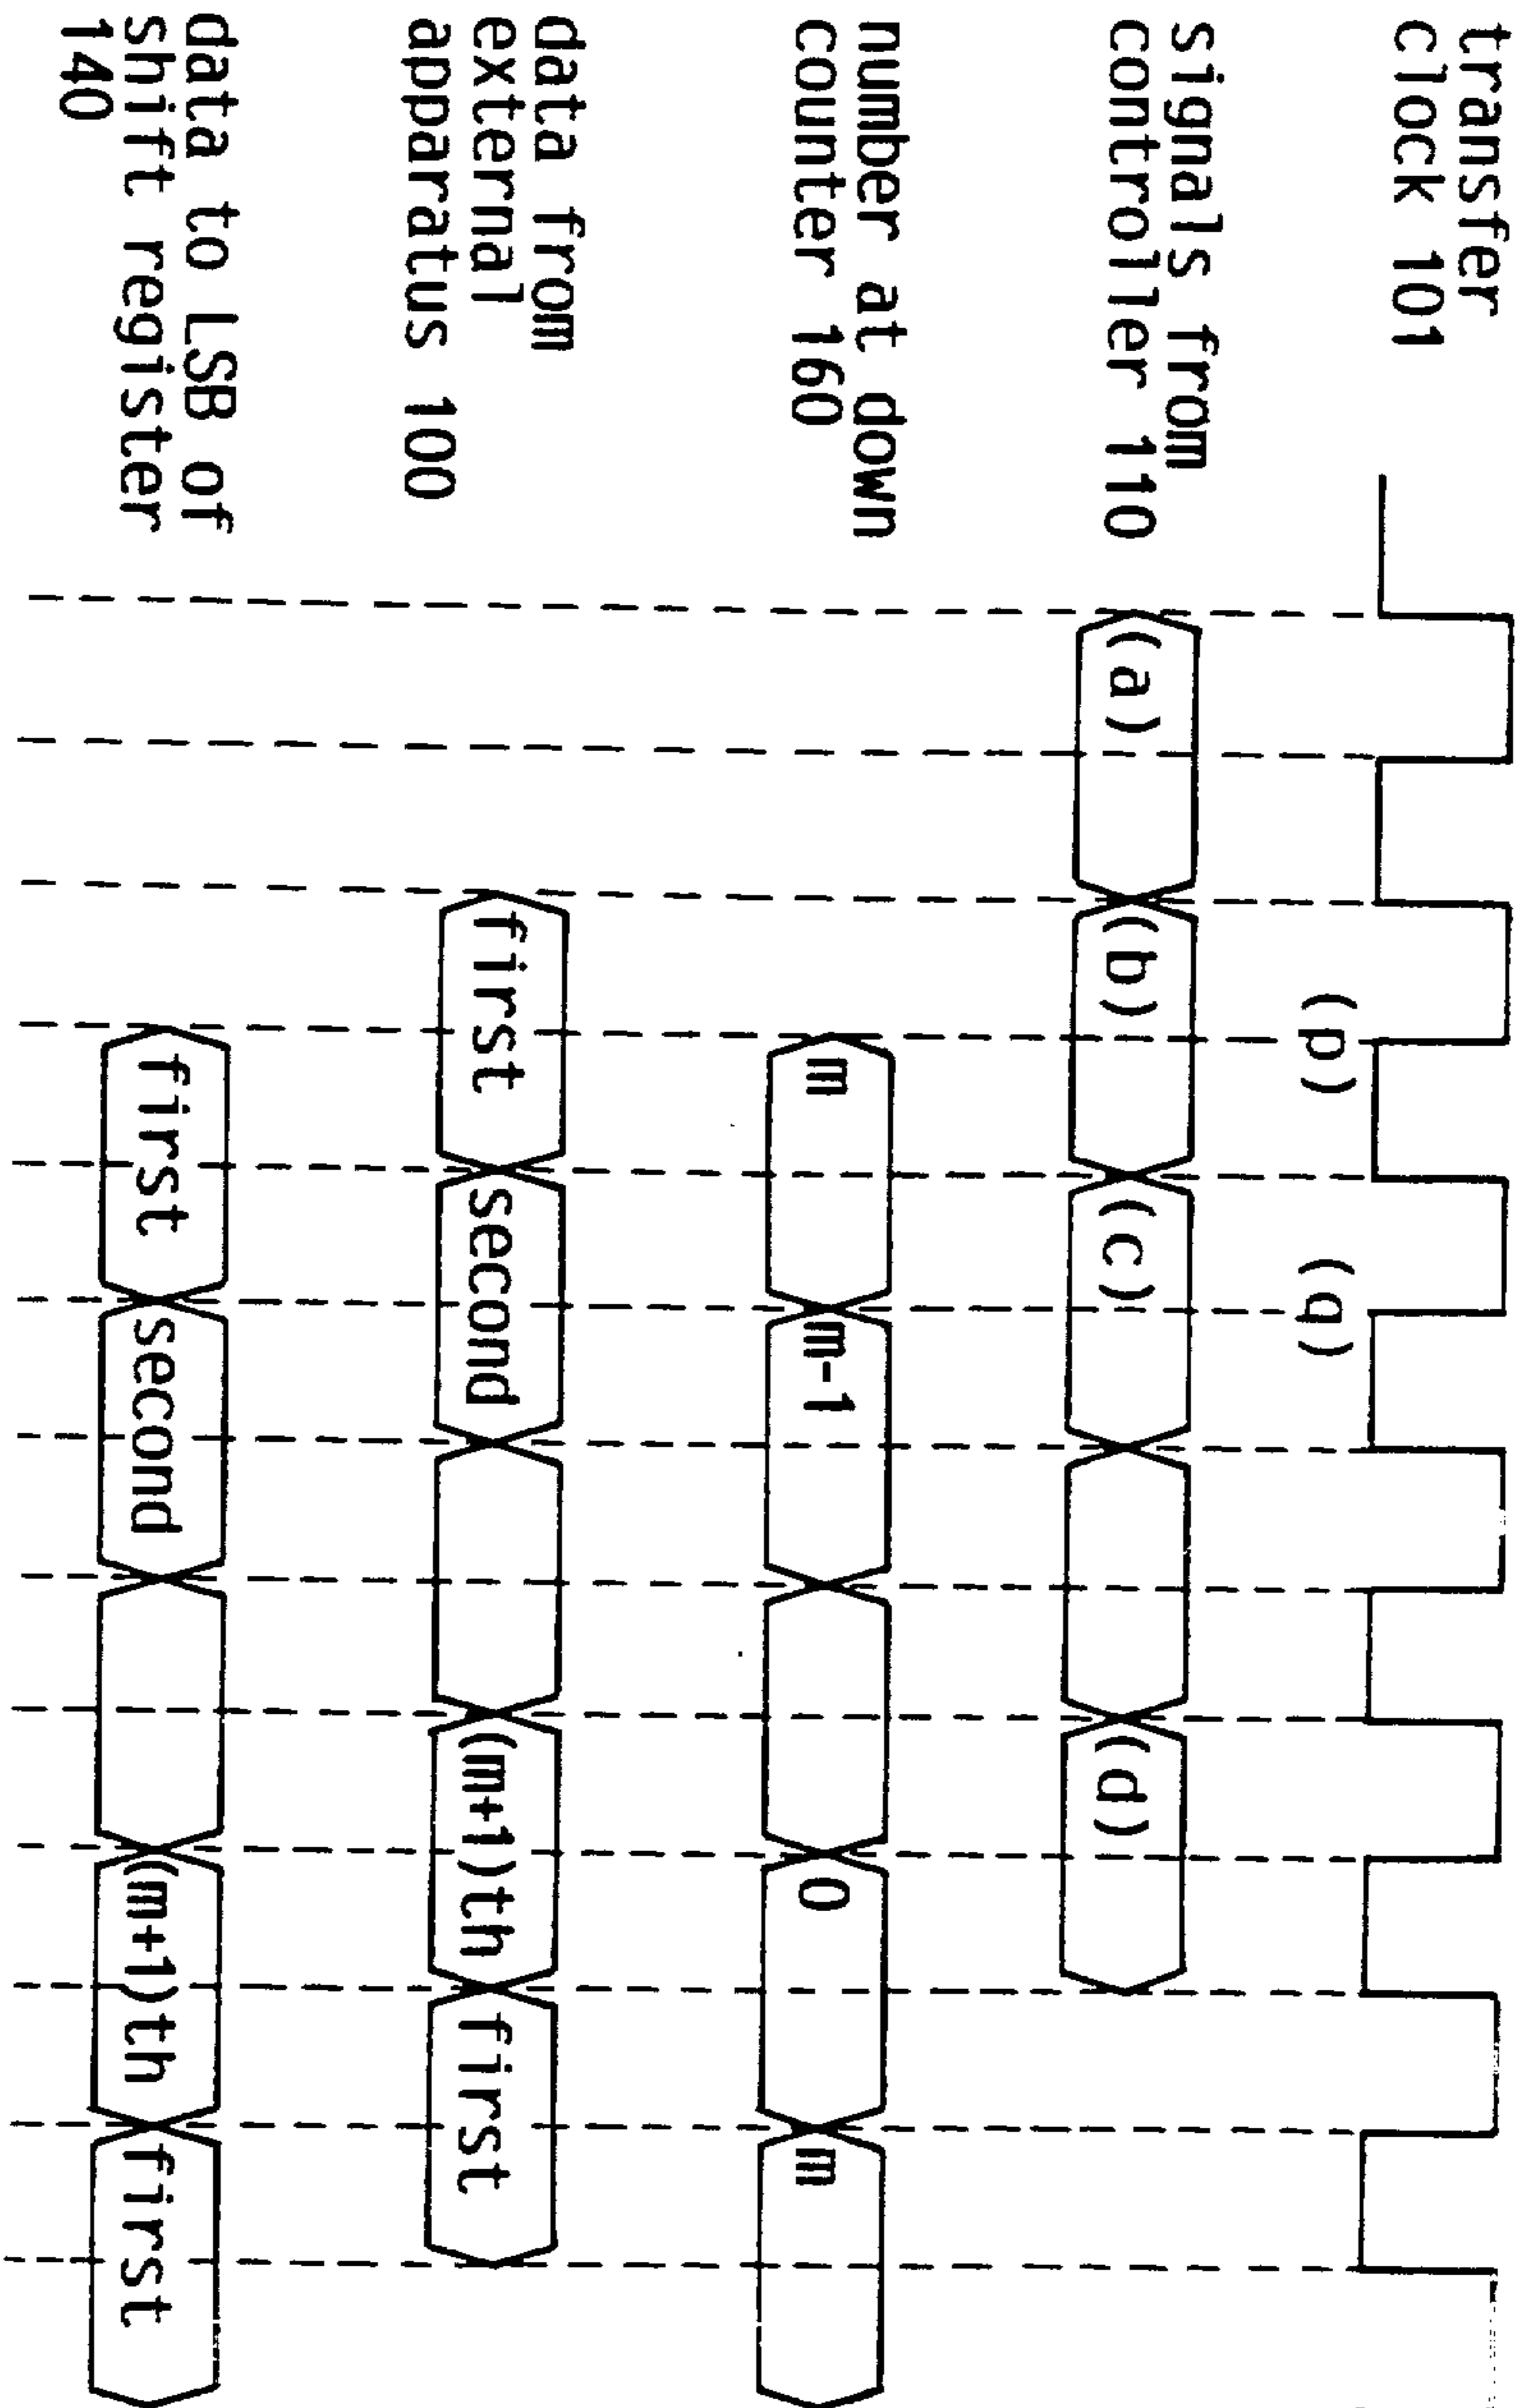 transfer
clock 101
(p)
(q)
signals from
controller 110
(a)
(b)
(c)
(d)
number at down
counter 160
m
m-1
0
m
data from
external
apparatus 100
first
second
(m+1)th
first
data to LSB of
shift register
140
first
second
(m+1)th
first